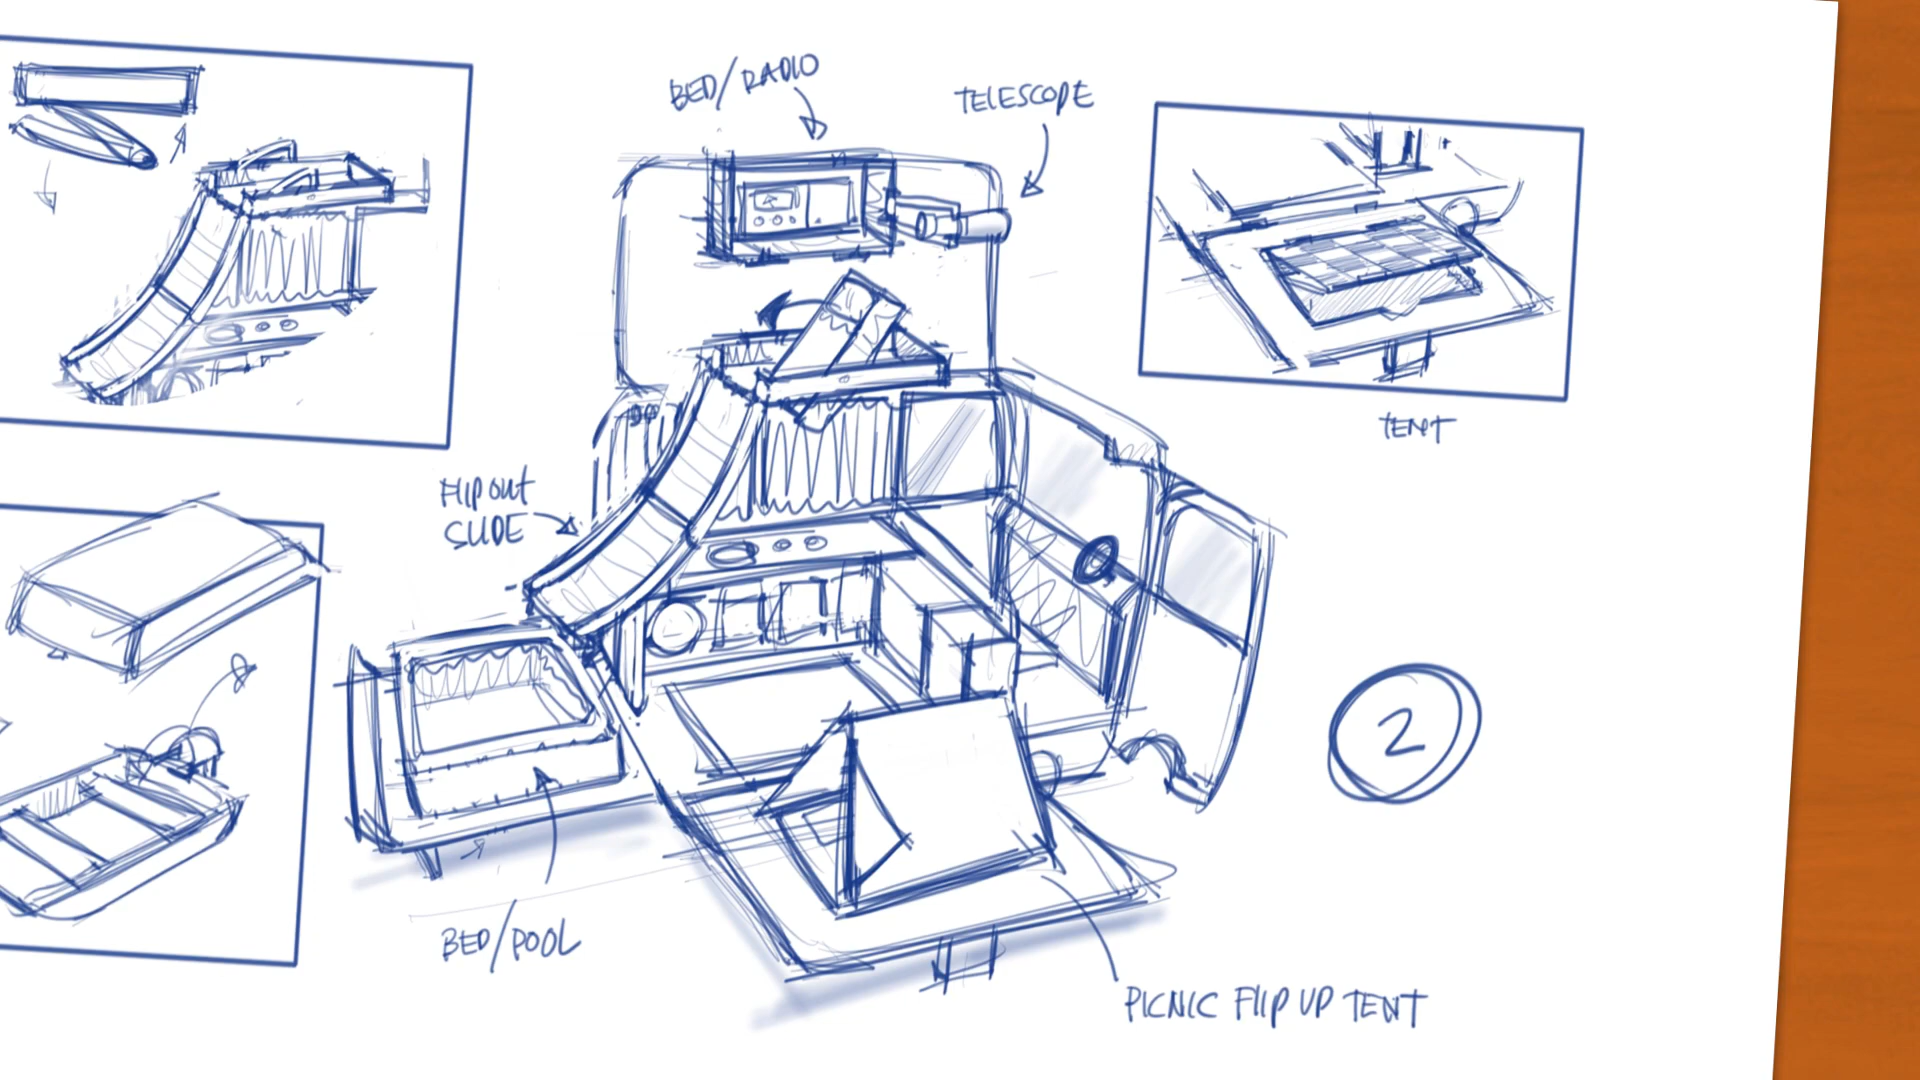 BED/RADIO
TELESCOPE
TENT
FLIP OUT
SLIDE
2
BED/POOL
PICNIC FLIP UP TENT